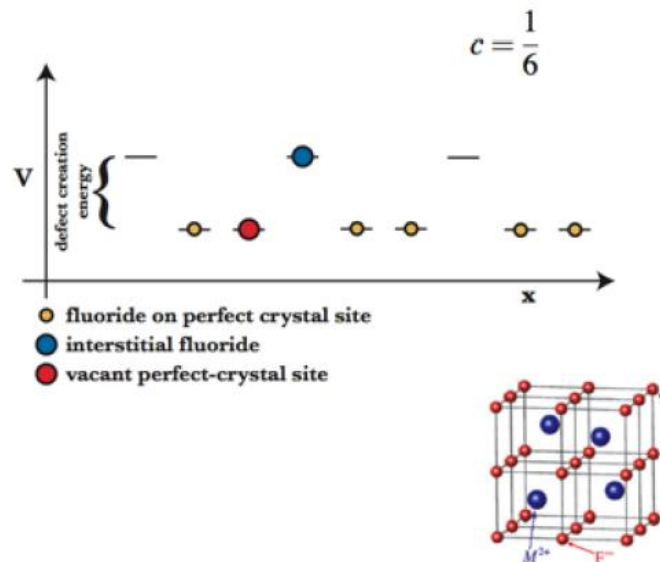 c = 1/6
V
defect creation
energy
x
fluoride on perfect crystal site
interstitial fluoride
vacant perfect-crystal site
M²⁺
F⁻